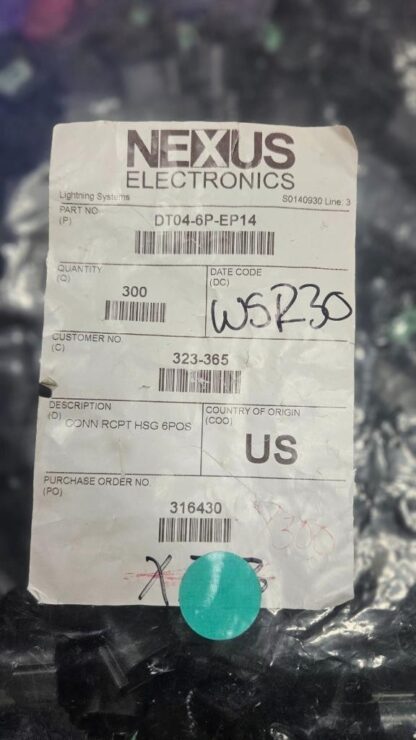 NEXUS
ELECTRONICS
Lightning Systems
S0140930 Line: 3
PART NO.
(P)
DT04-6P-EP14
QUANTITY
(Q)
300
DATE CODE
(DC)
WSR30
CUSTOMER NO.
(C)
323-365
DESCRIPTION
(D)
CONN RCPT HSG 6POS
COUNTRY OF ORIGIN
(COO)
US
PURCHASE ORDER NO.
(PO)
316430
X